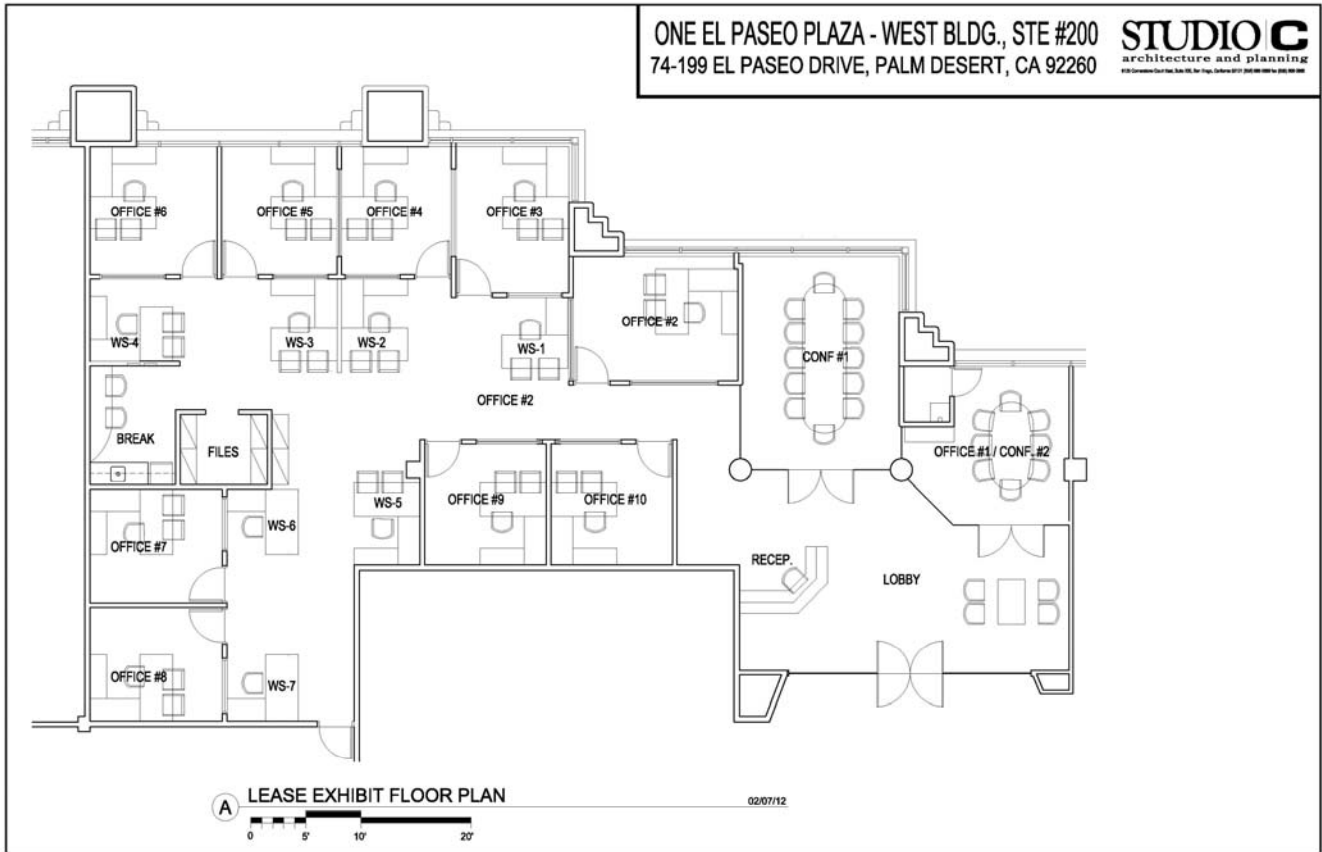 ONE EL PASEO PLAZA - WEST BLDG., STE #200
74-199 EL PASEO DRIVE, PALM DESERT, CA 92260
STUDIO C
architecture and planning
OFFICE #6
OFFICE #5
OFFICE #4
OFFICE #3
OFFICE #2
WS-4
WS-3
WS-2
WS-1
CONF #1
OFFICE #2
BREAK
FILES
OFFICE #1 / CONF. #2
WS-5
OFFICE #9
OFFICE #10
WS-6
OFFICE #7
RECEP.
LOBBY
OFFICE #8
WS-7
A
LEASE EXHIBIT FLOOR PLAN
02/07/12
0 5' 10' 20'